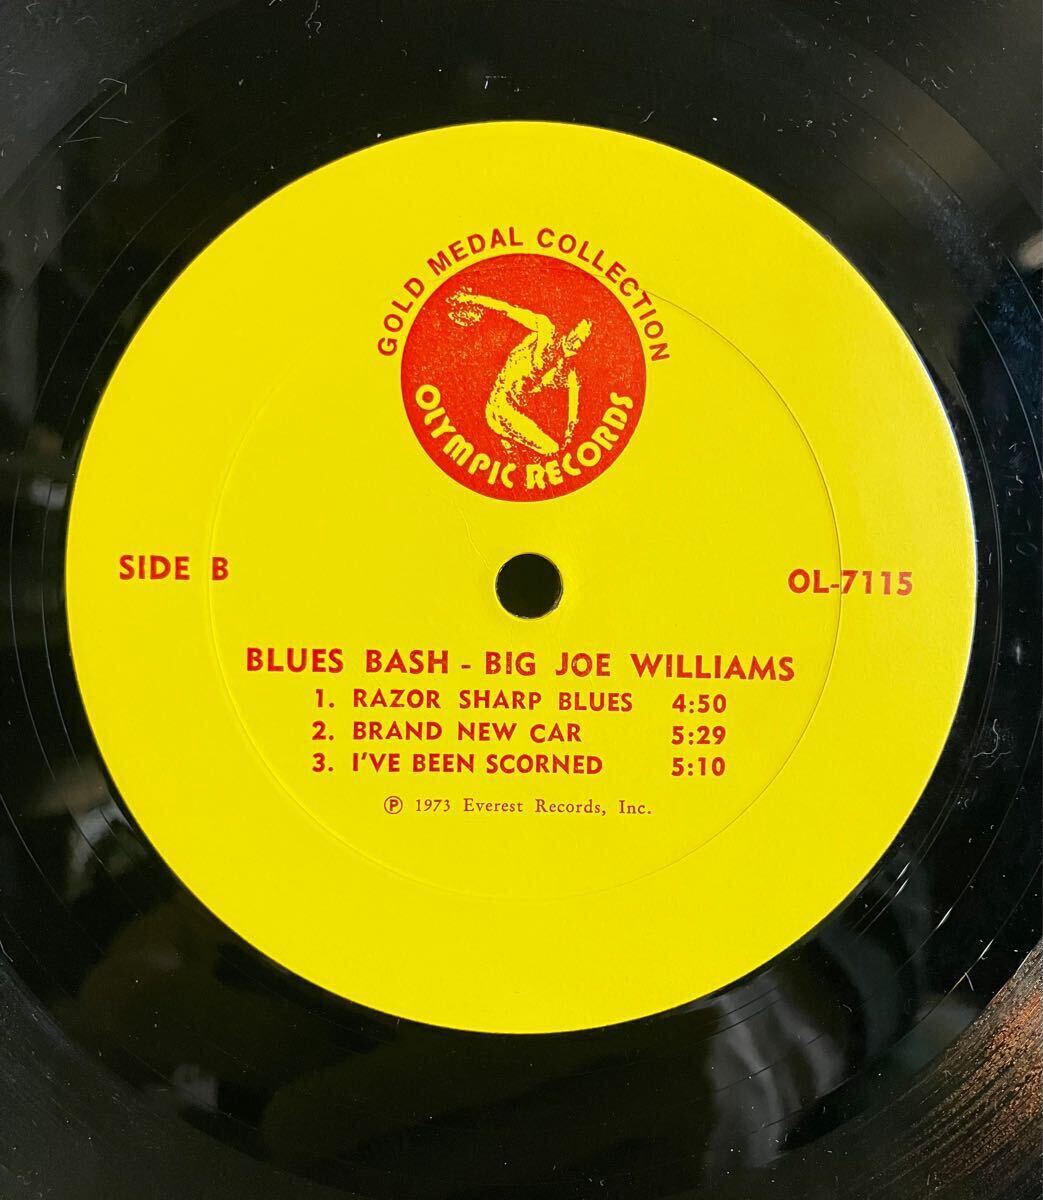 GOLD MEDAL COLLECTION
OLYMPIC RECORDS
SIDE B
OL-7115
BLUES BASH - BIG JOE WILLIAMS
1. RAZOR SHARP BLUES 4:50
2. BRAND NEW CAR 5:29
3. I'VE BEEN SCORNED 5:10
℗ 1973 Everest Records, Inc.